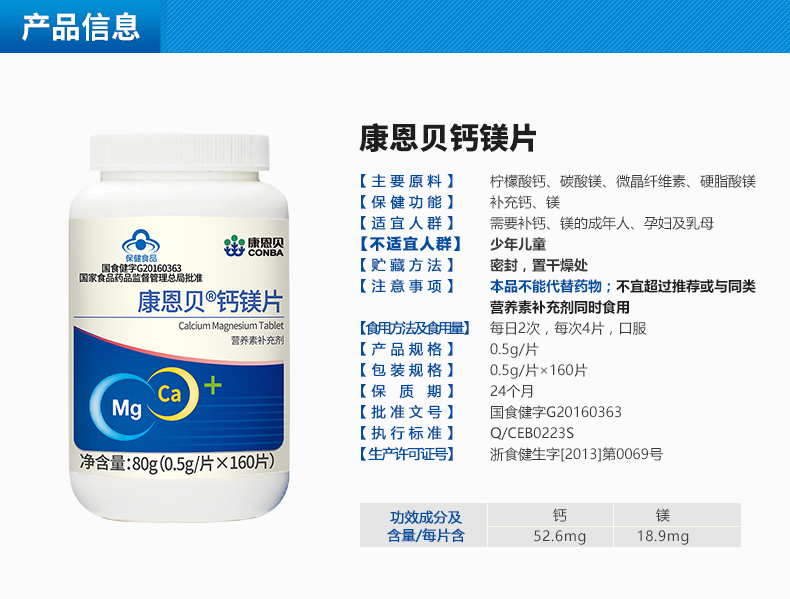 产品信息
康恩贝钙镁片
【主要原料】 柠檬酸钙、碳酸镁、微晶纤维素、硬脂酸镁
【保健功能】 补充钙、镁
【适宜人群】 需要补钙、镁的成年人、孕妇及乳母
【不适宜人群】 少年儿童
【贮藏方法】 密封，置干燥处
【注意事项】 本品不能代替药物；不宜超过推荐或与同类
营养素补充剂同时食用
【食用方法及食用量】 每日2次，每次4片，口服
【产品规格】 0.5g/片
【包装规格】 0.5g/片×160片
【保质期】 24个月
【批准文号】 国食健字G20160363
【执行标准】 Q/CEB0223S
【生产许可证号】 浙食健生字[2013]第0069号
功效成分及
含量/每片含
钙 镁
52.6mg 18.9mg
保健食品
国食健字G20160363
国家食品药品监督管理总局批准
康恩贝
CONBA
康恩贝®钙镁片
Calcium Magnesium Tablet
营养素补充剂
Mg
Ca
+
净含量:80g(0.5g/片×160片)